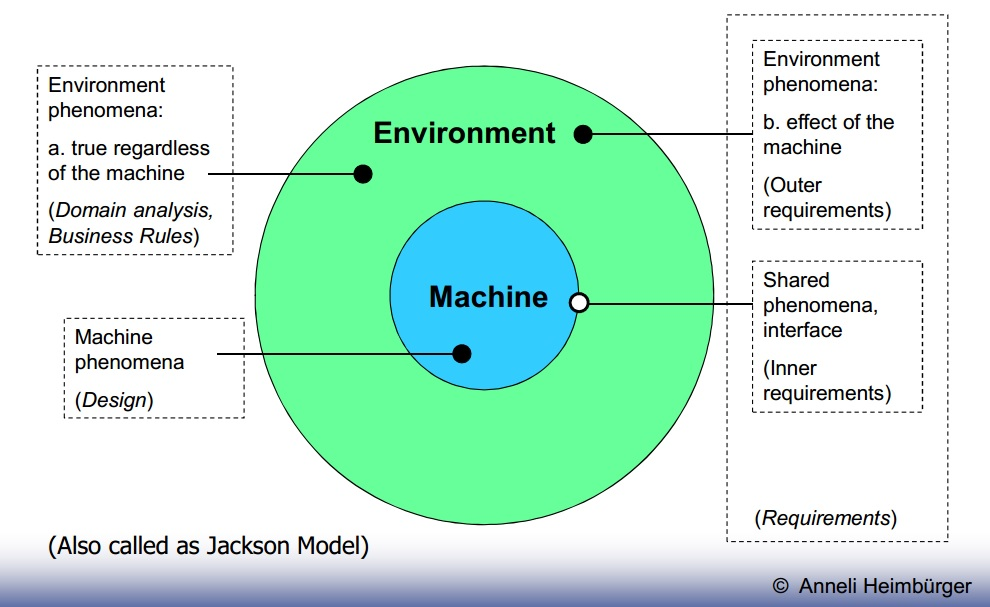 Environment
phenomena:
a. true regardless
of the machine
(Domain analysis,
Business Rules)
Machine
phenomena
(Design)
Environment
Machine
Environment
phenomena:
b. effect of the
machine
(Outer
requirements)
Shared
phenomena,
interface
(Inner
requirements)
(Requirements)
(Also called as Jackson Model)
© Anneli Heimbürger